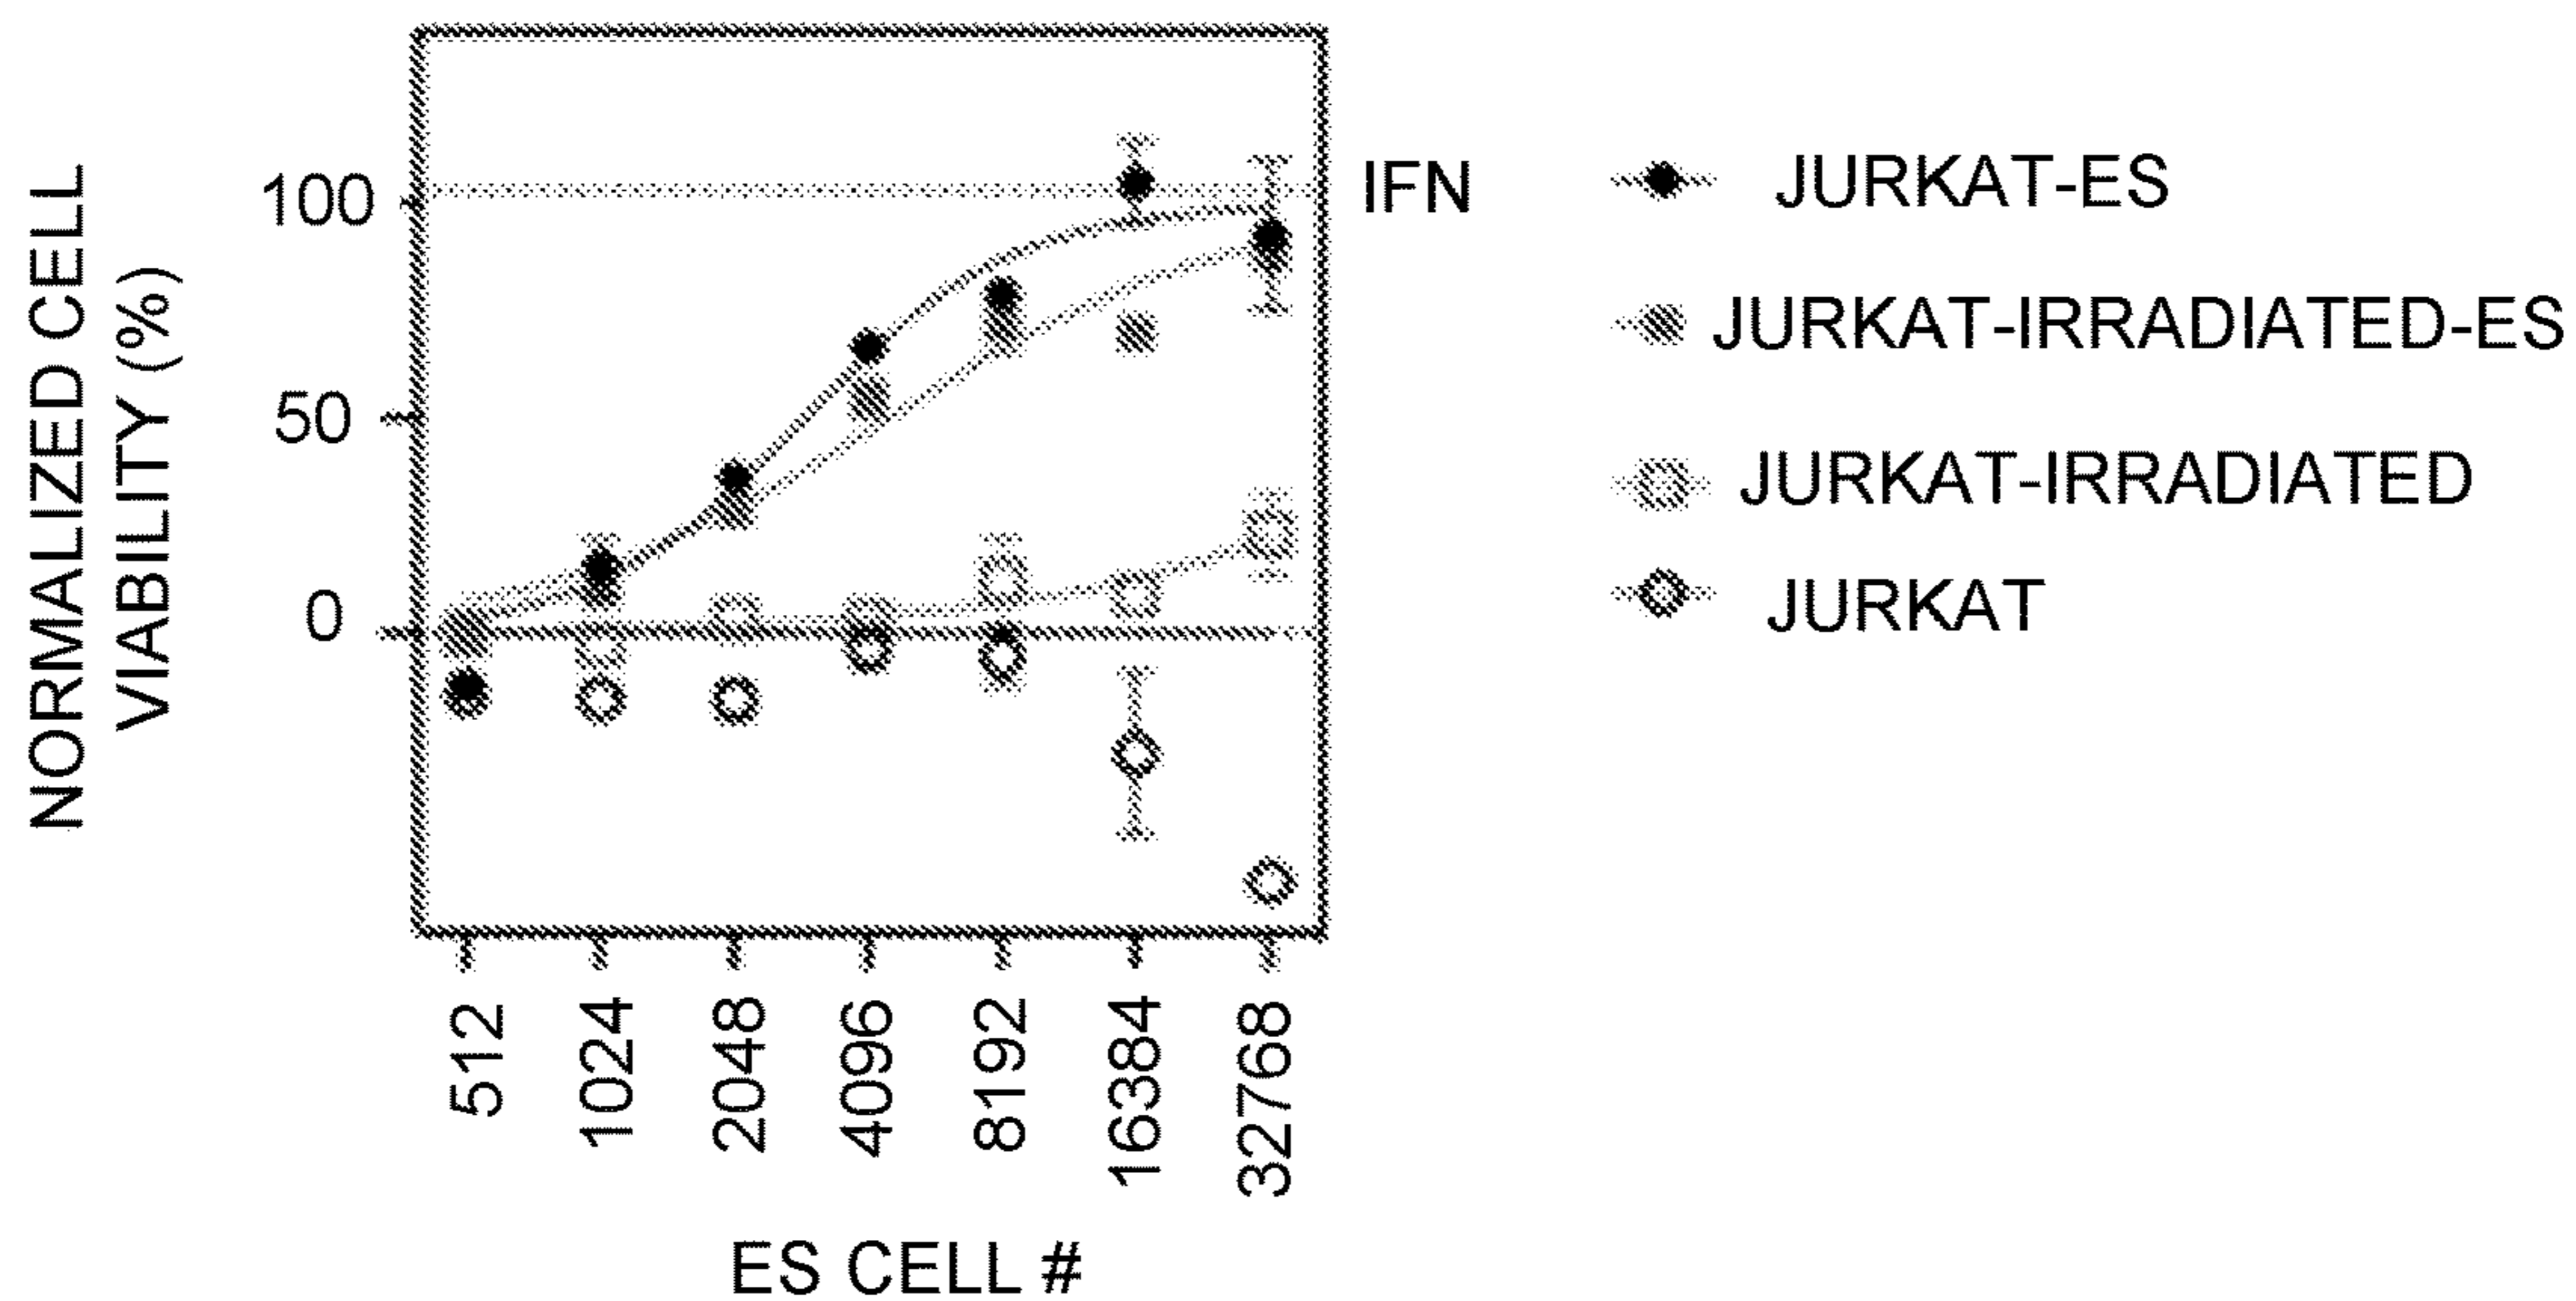 NORMALIZED CELL
VIABILITY (%)
100
50
0
IFN
JURKAT-ES
JURKAT-IRRADIATED-ES
JURKAT-IRRADIATED
JURKAT
512
1024
2048
4096
8192
16384
32768
ES CELL #